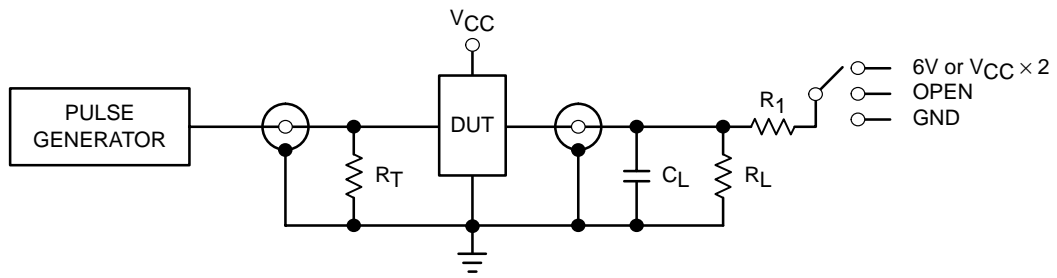 VCC
PULSE
GENERATOR
DUT
RT
CL
RL
R1
6V or VCC × 2
OPEN
GND